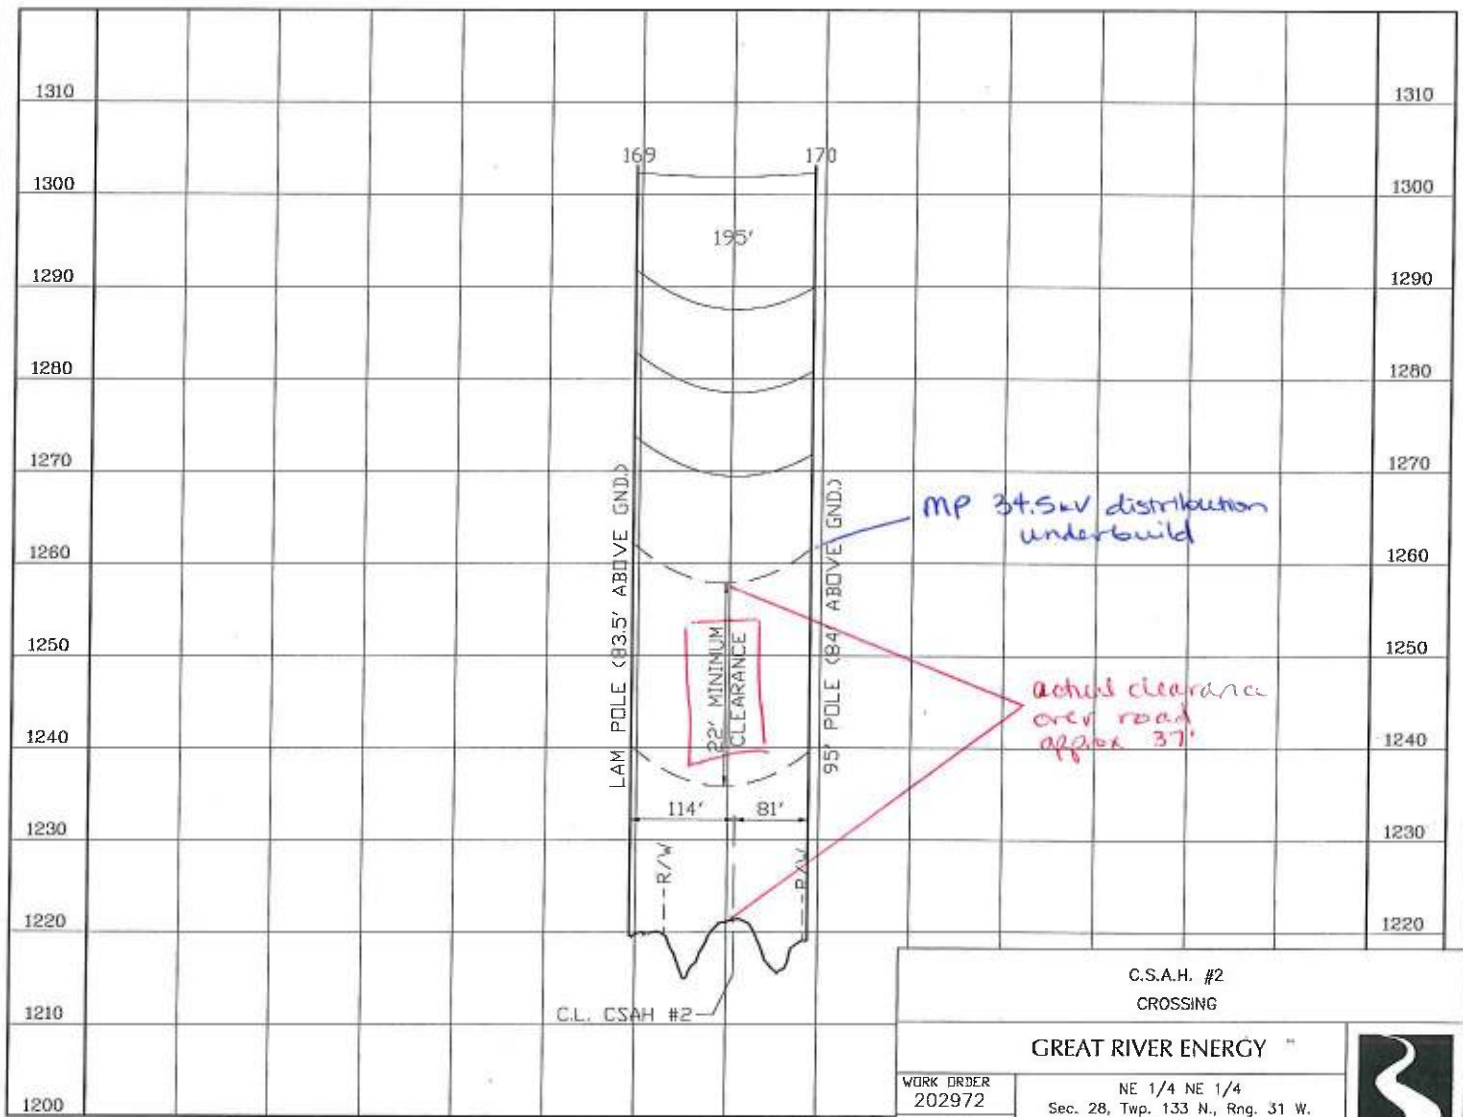 1310
1310
169
170
1300
1300
195'
1290
1290
1280
1280
1270
1270
LAM POLE (83.5' ABOVE GND.)
95' POLE (84' ABOVE GND.)
MP 34.5kV distribution
underbuild
1260
1260
22' MINIMUM
CLEARANCE
1250
1250
actual clearance
over road
approx 37'
1240
1240
114'
81'
1230
1230
R/W
R/W
1220
1220
C.S.A.H. #2
CROSSING
C.L. CSAH #2
1210
GREAT RIVER ENERGY
WORK ORDER
202972
NE 1/4 NE 1/4
Sec. 28, Twp. 133 N., Rng. 31 W.
1200